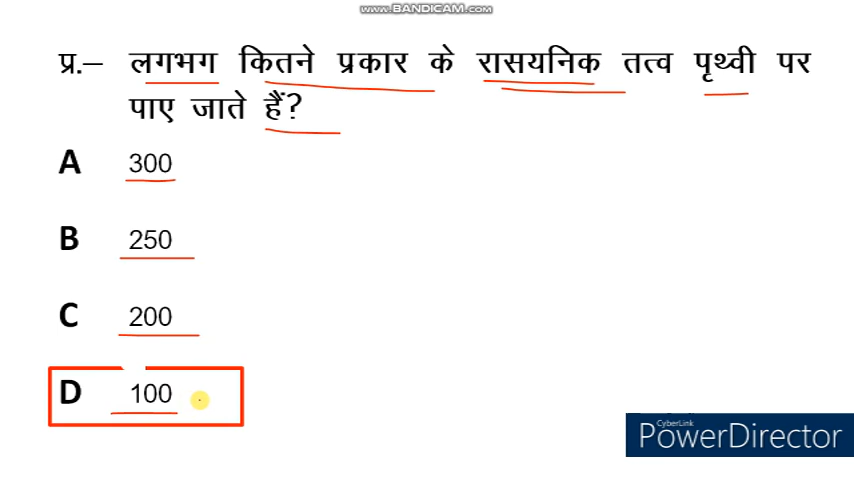 www.BANDICAM.com
प्र.– लगभग कितने प्रकार के रासयनिक तत्व पृथ्वी पर
पाए जाते हैं?
A 300
B 250
C 200
D 100
CyberLink
PowerDirector